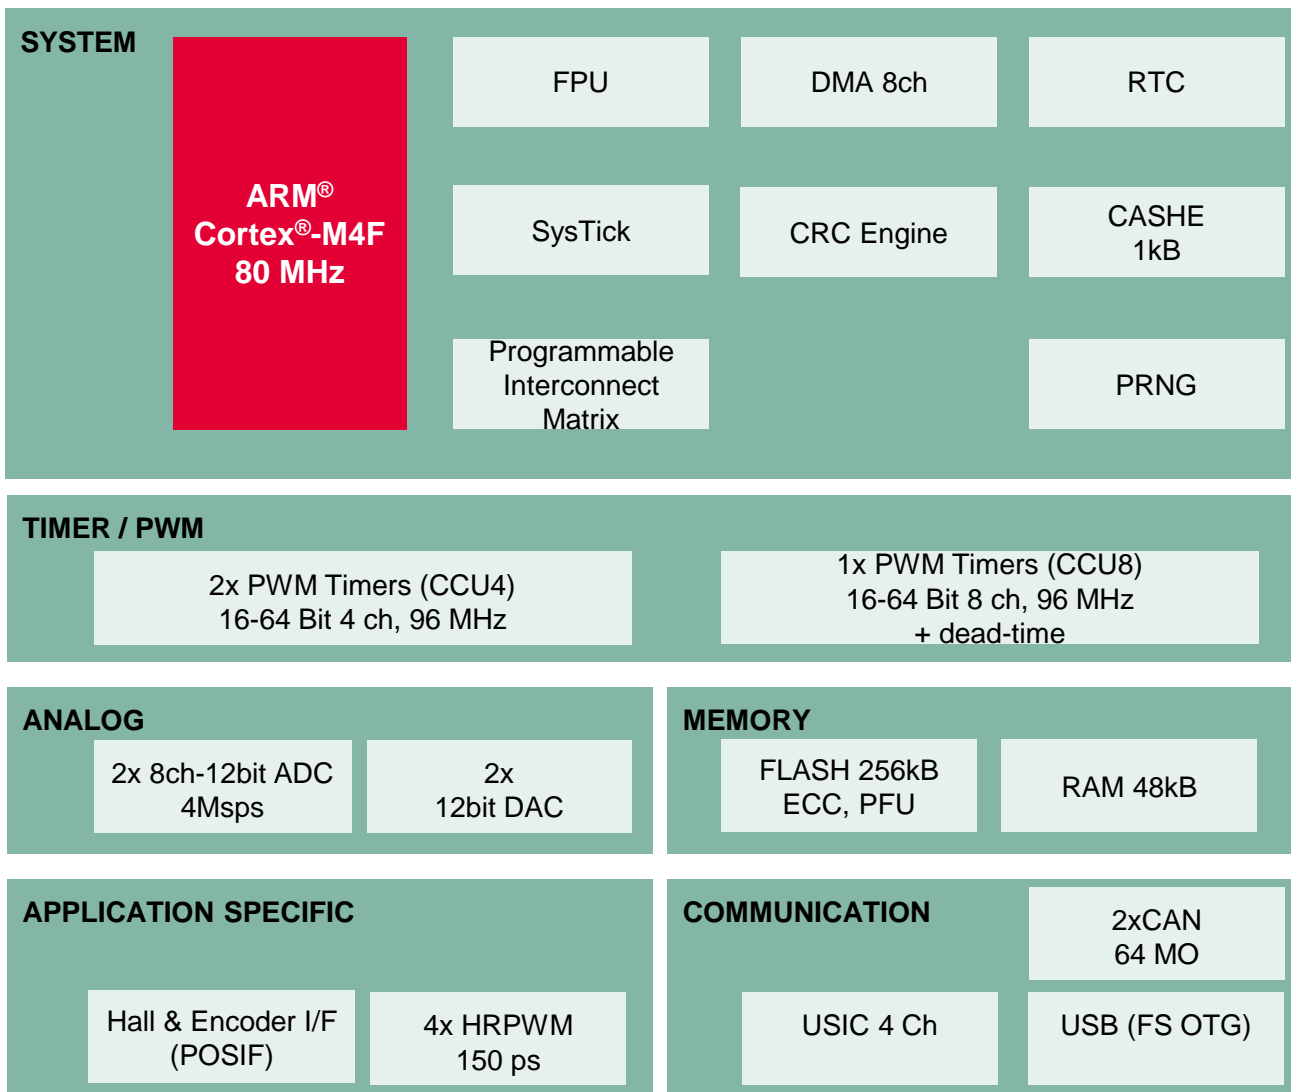 SYSTEM
ARM®
Cortex®-M4F
80 MHz
FPU
DMA 8ch
RTC
SysTick
CRC Engine
CASHE
1kB
Programmable
Interconnect
Matrix
PRNG
TIMER / PWM
2x PWM Timers (CCU4)
16-64 Bit 4 ch, 96 MHz
1x PWM Timers (CCU8)
16-64 Bit 8 ch, 96 MHz
+ dead-time
ANALOG
2x 8ch-12bit ADC
4Msps
2x
12bit DAC
MEMORY
FLASH 256kB
ECC, PFU
RAM 48kB
APPLICATION SPECIFIC
Hall & Encoder I/F
(POSIF)
4x HRPWM
150 ps
COMMUNICATION
2xCAN
64 MO
USIC 4 Ch
USB (FS OTG)